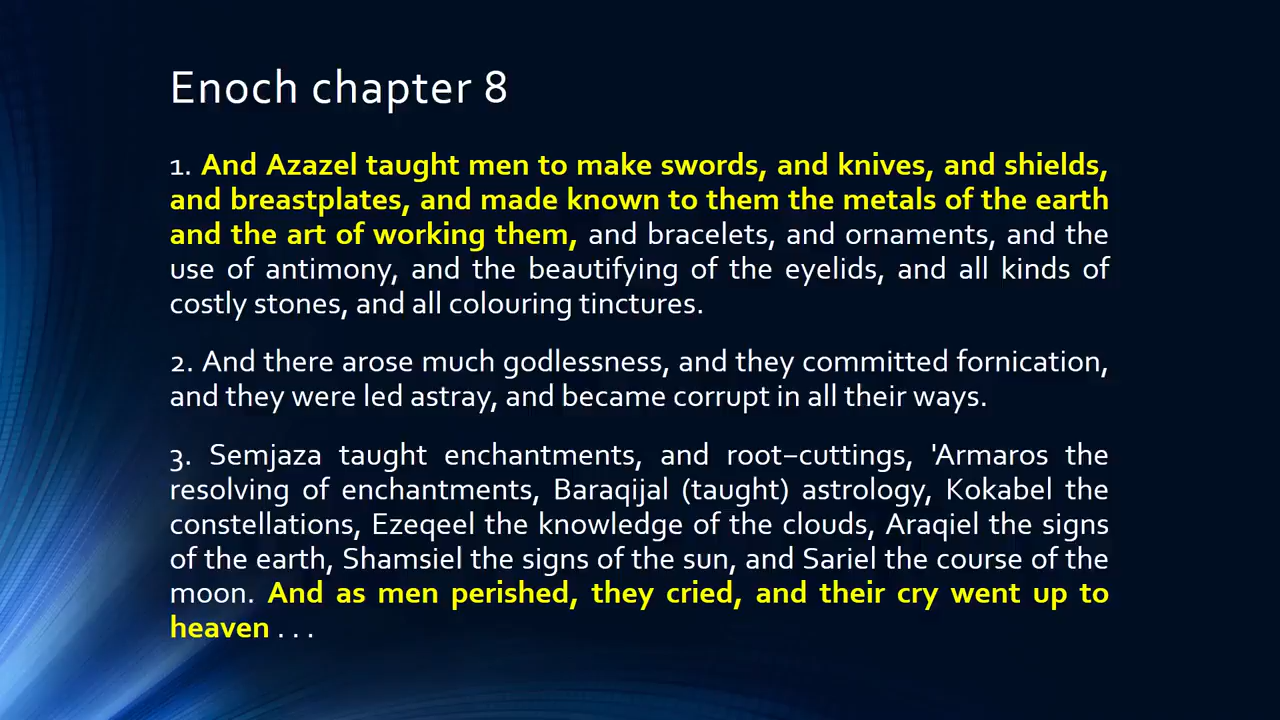 Enoch chapter 8
1. And Azazel taught men to make swords, and knives, and shields,
and breastplates, and made known to them the metals of the earth
and the art of working them, and bracelets, and ornaments, and the
use of antimony, and the beautifying of the eyelids, and all kinds of
costly stones, and all colouring tinctures.
2. And there arose much godlessness, and they committed fornication,
and they were led astray, and became corrupt in all their ways.
3. Semjaza taught enchantments, and root–cuttings, 'Armaros the
resolving of enchantments, Baraqijal (taught) astrology, Kokabel the
constellations, Ezeqeel the knowledge of the clouds, Araqiel the signs
of the earth, Shamsiel the signs of the sun, and Sariel the course of the
moon. And as men perished, they cried, and their cry went up to
heaven . . .